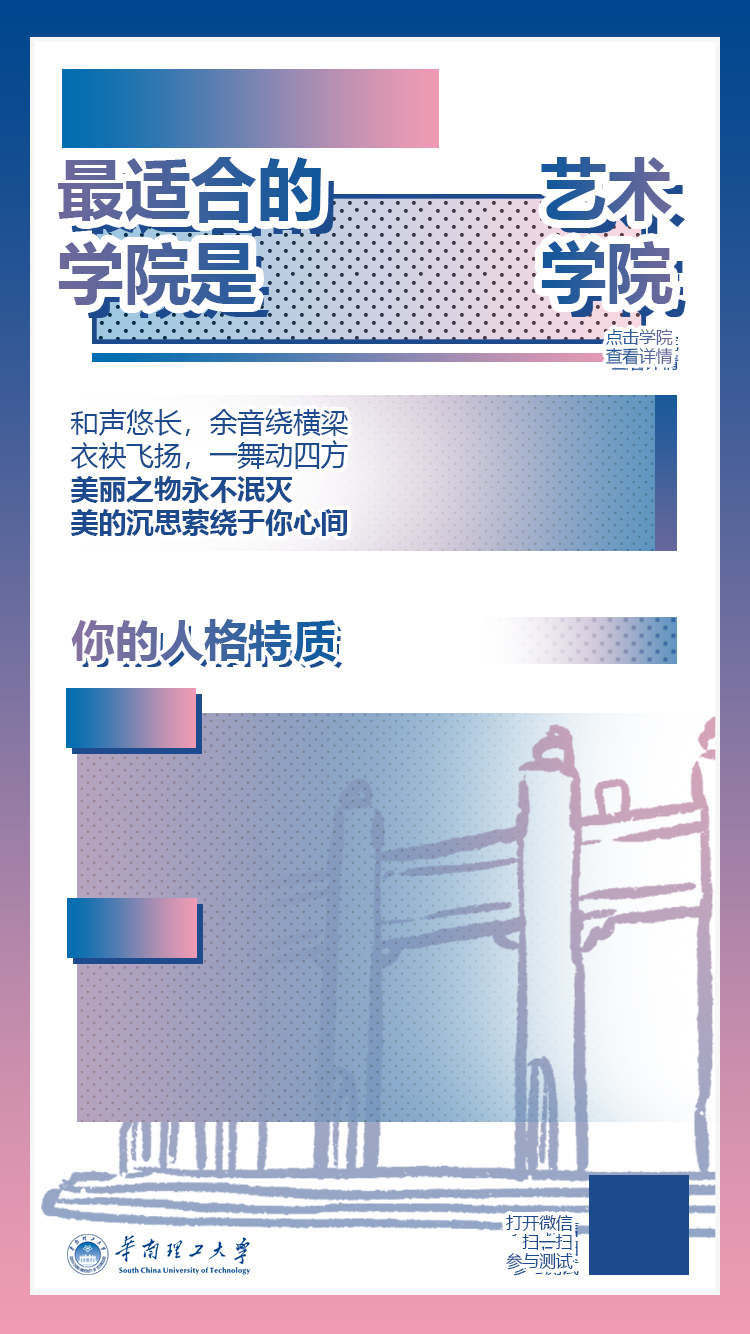 最适合的
学院是
艺术
学院
点击学院
查看详情
和声悠长，余音绕横梁
衣袂飞扬，一舞动四方
美丽之物永不泯灭
美的沉思萦绕于你心间
你的人格特质
打开微信
扫一扫
参与测试
华南理工大学
South China University of Technology